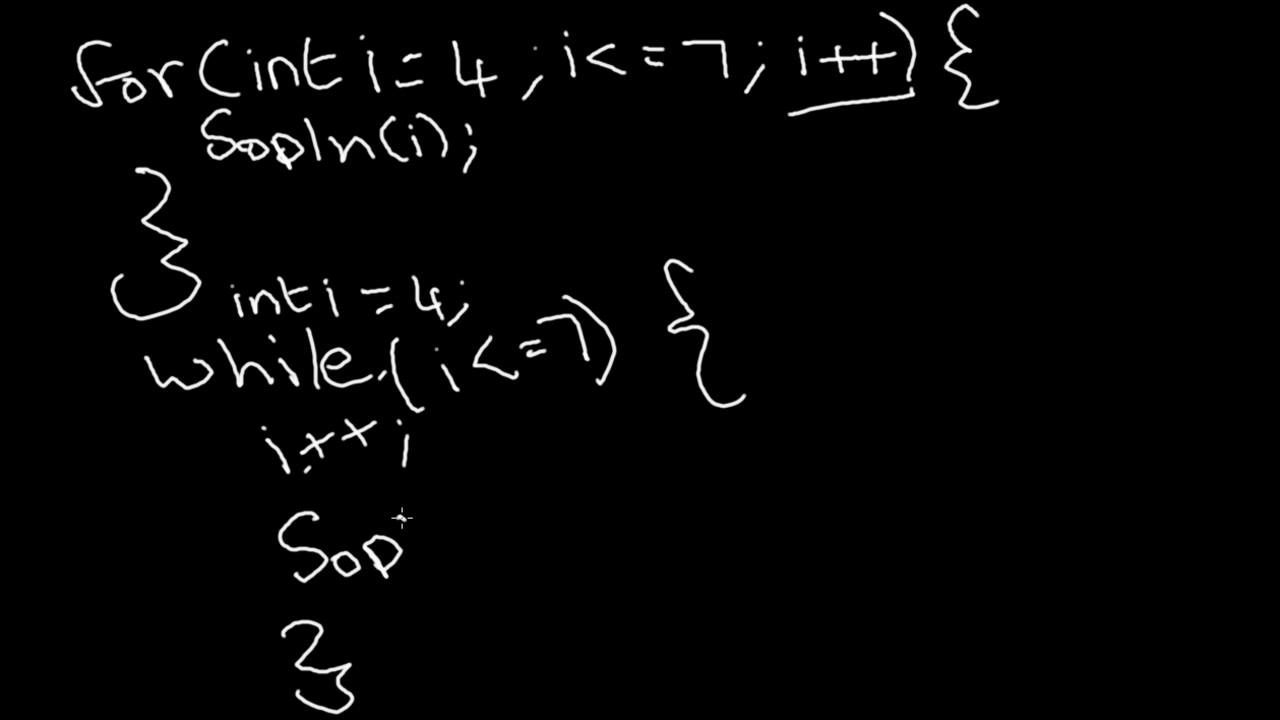 for(int i=4;i<=7;i++){
Sopln(i);
}
int i=4;
while(i<=7){
i++;
Sop
}